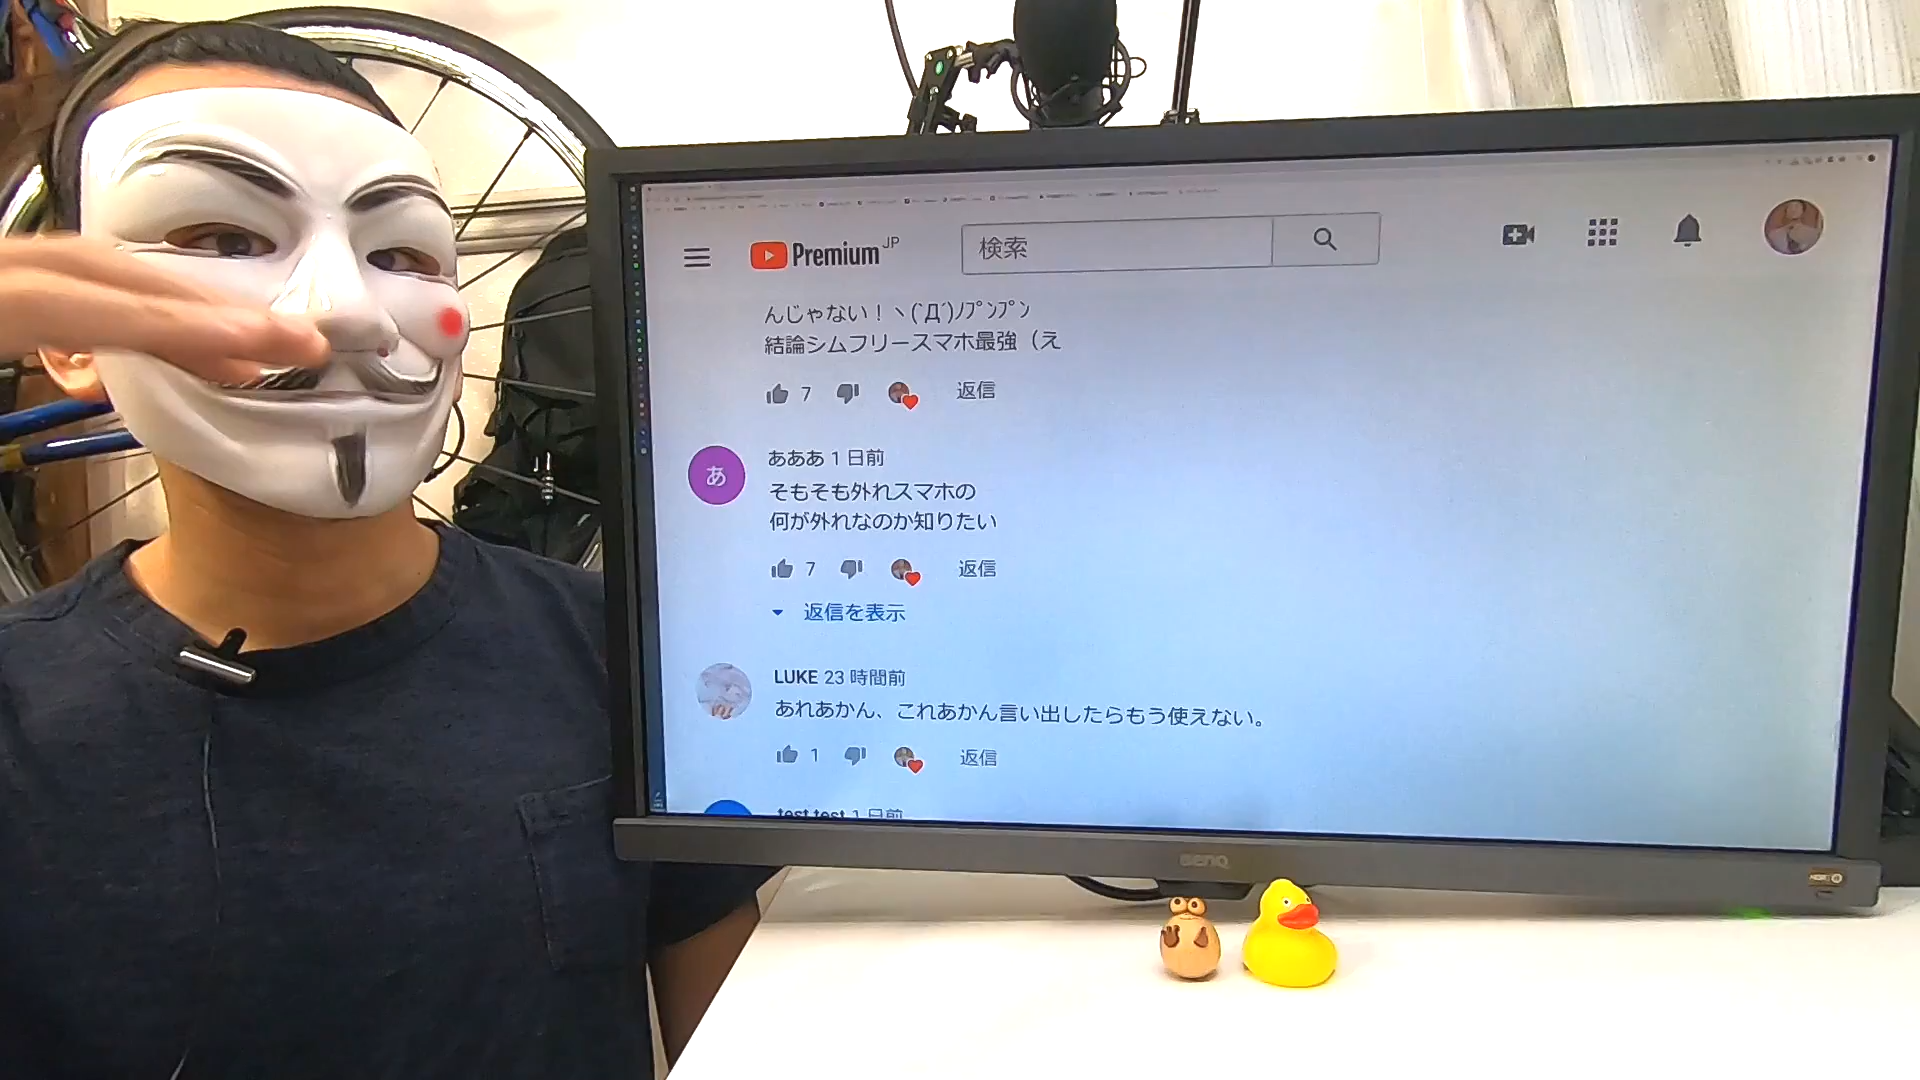 Premium JP
検索
んじゃない！ヽ(`Д´)ﾉﾌﾟﾝﾌﾟﾝ
結論シムフリースマホ最強（え
7
返信
あ
あああ 1 日前
そもそも外れスマホの
何が外れなのか知りたい
7
返信
返信を表示
LUKE 23 時間前
あれあかん、これあかん言い出したらもう使えない。
1
返信
test test 1 日前
BenQ